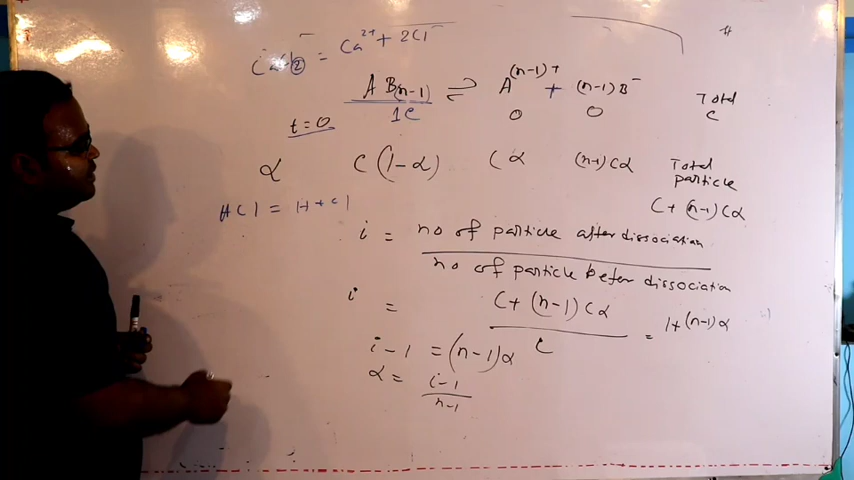 CaCl₂ = Ca²⁺ + 2Cl⁻
A B(n-1) ⇌ A^(n-1)+ + (n-1)B⁻ Total
t=0 1C 0 0 C
α C(1-α) Cα (n-1)Cα Total particle
C+(n-1)Cα
HCl = H+Cl
i = no of particle after dissociation / no of particle befor dissociation
i = C+(n-1)Cα / C = 1+(n-1)α
i-1 = (n-1)α
α = i-1 / n-1